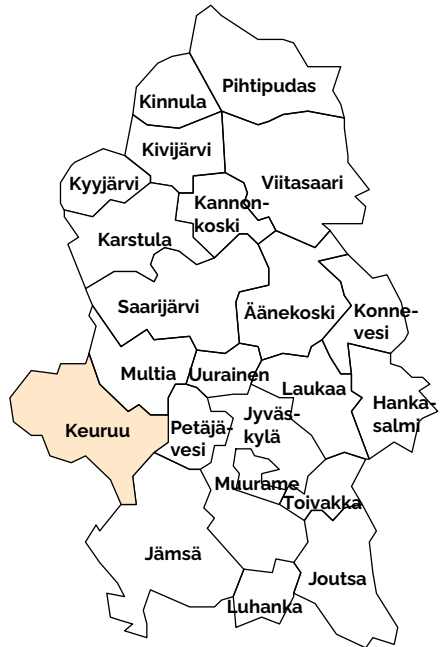 Pihtipudas
Kinnula
Kivijärvi
Kyyjärvi
Viitasaari
Kannon-
koski
Karstula
Saarijärvi
Äänekoski
Konne-
vesi
Multia
Uurainen
Laukaa
Hanka-
salmi
Keuruu
Petäjä-
vesi
Jyväs-
kylä
Muurame
Toivakka
Jämsä
Joutsa
Luhanka